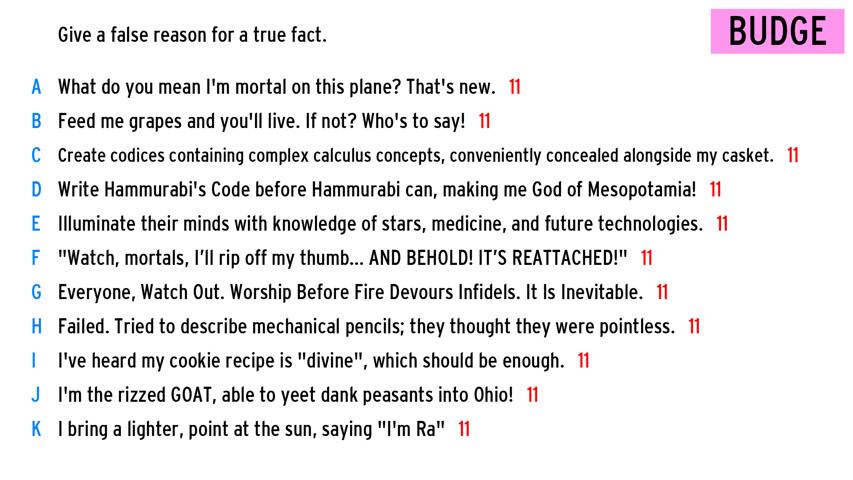 Give a false reason for a true fact.
BUDGE
A What do you mean I'm mortal on this plane? That's new. 11
B Feed me grapes and you'll live. If not? Who's to say! 11
C Create codices containing complex calculus concepts, conveniently concealed alongside my casket. 11
D Write Hammurabi's Code before Hammurabi can, making me God of Mesopotamia! 11
E Illuminate their minds with knowledge of stars, medicine, and future technologies. 11
F "Watch, mortals, I’ll rip off my thumb... AND BEHOLD! IT’S REATTACHED!" 11
G Everyone, Watch Out. Worship Before Fire Devours Infidels. It Is Inevitable. 11
H Failed. Tried to describe mechanical pencils; they thought they were pointless. 11
I I've heard my cookie recipe is "divine", which should be enough. 11
J I'm the rizzed GOAT, able to yeet dank peasants into Ohio! 11
K I bring a lighter, point at the sun, saying "I'm Ra" 11